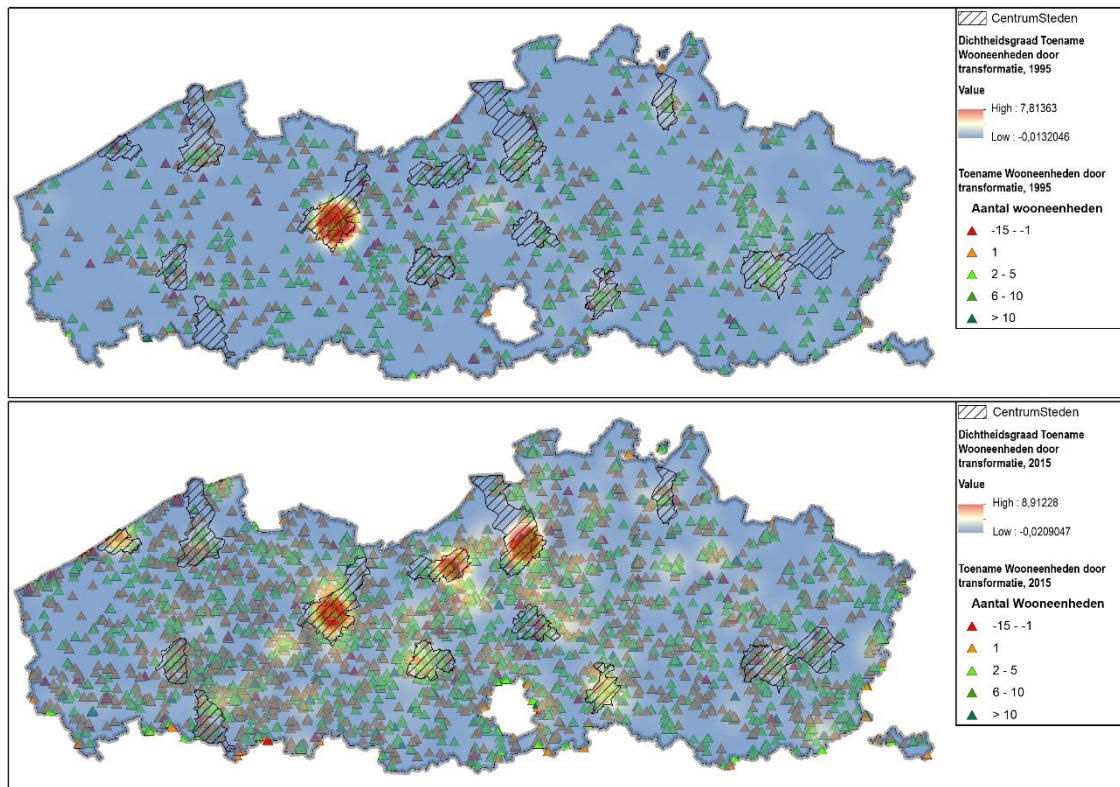 CentrumSteden
Dichtheidsgraad Toename
Wooneenheden door
transformatie, 1995
Value
High : 7,81363
Low : -0,0132046
Toename Wooneenheden door
transformatie, 1995
Aantal wooneenheden
-15 - -1
1
2 - 5
6 - 10
> 10
CentrumSteden
Dichtheidsgraad Toename
Wooneenheden door
transformatie, 2015
Value
High : 8,91228
Low : -0,0209047
Toename Wooneenheden door
transformatie, 2015
Aantal Wooneenheden
-15 - -1
1
2 - 5
6 - 10
> 10